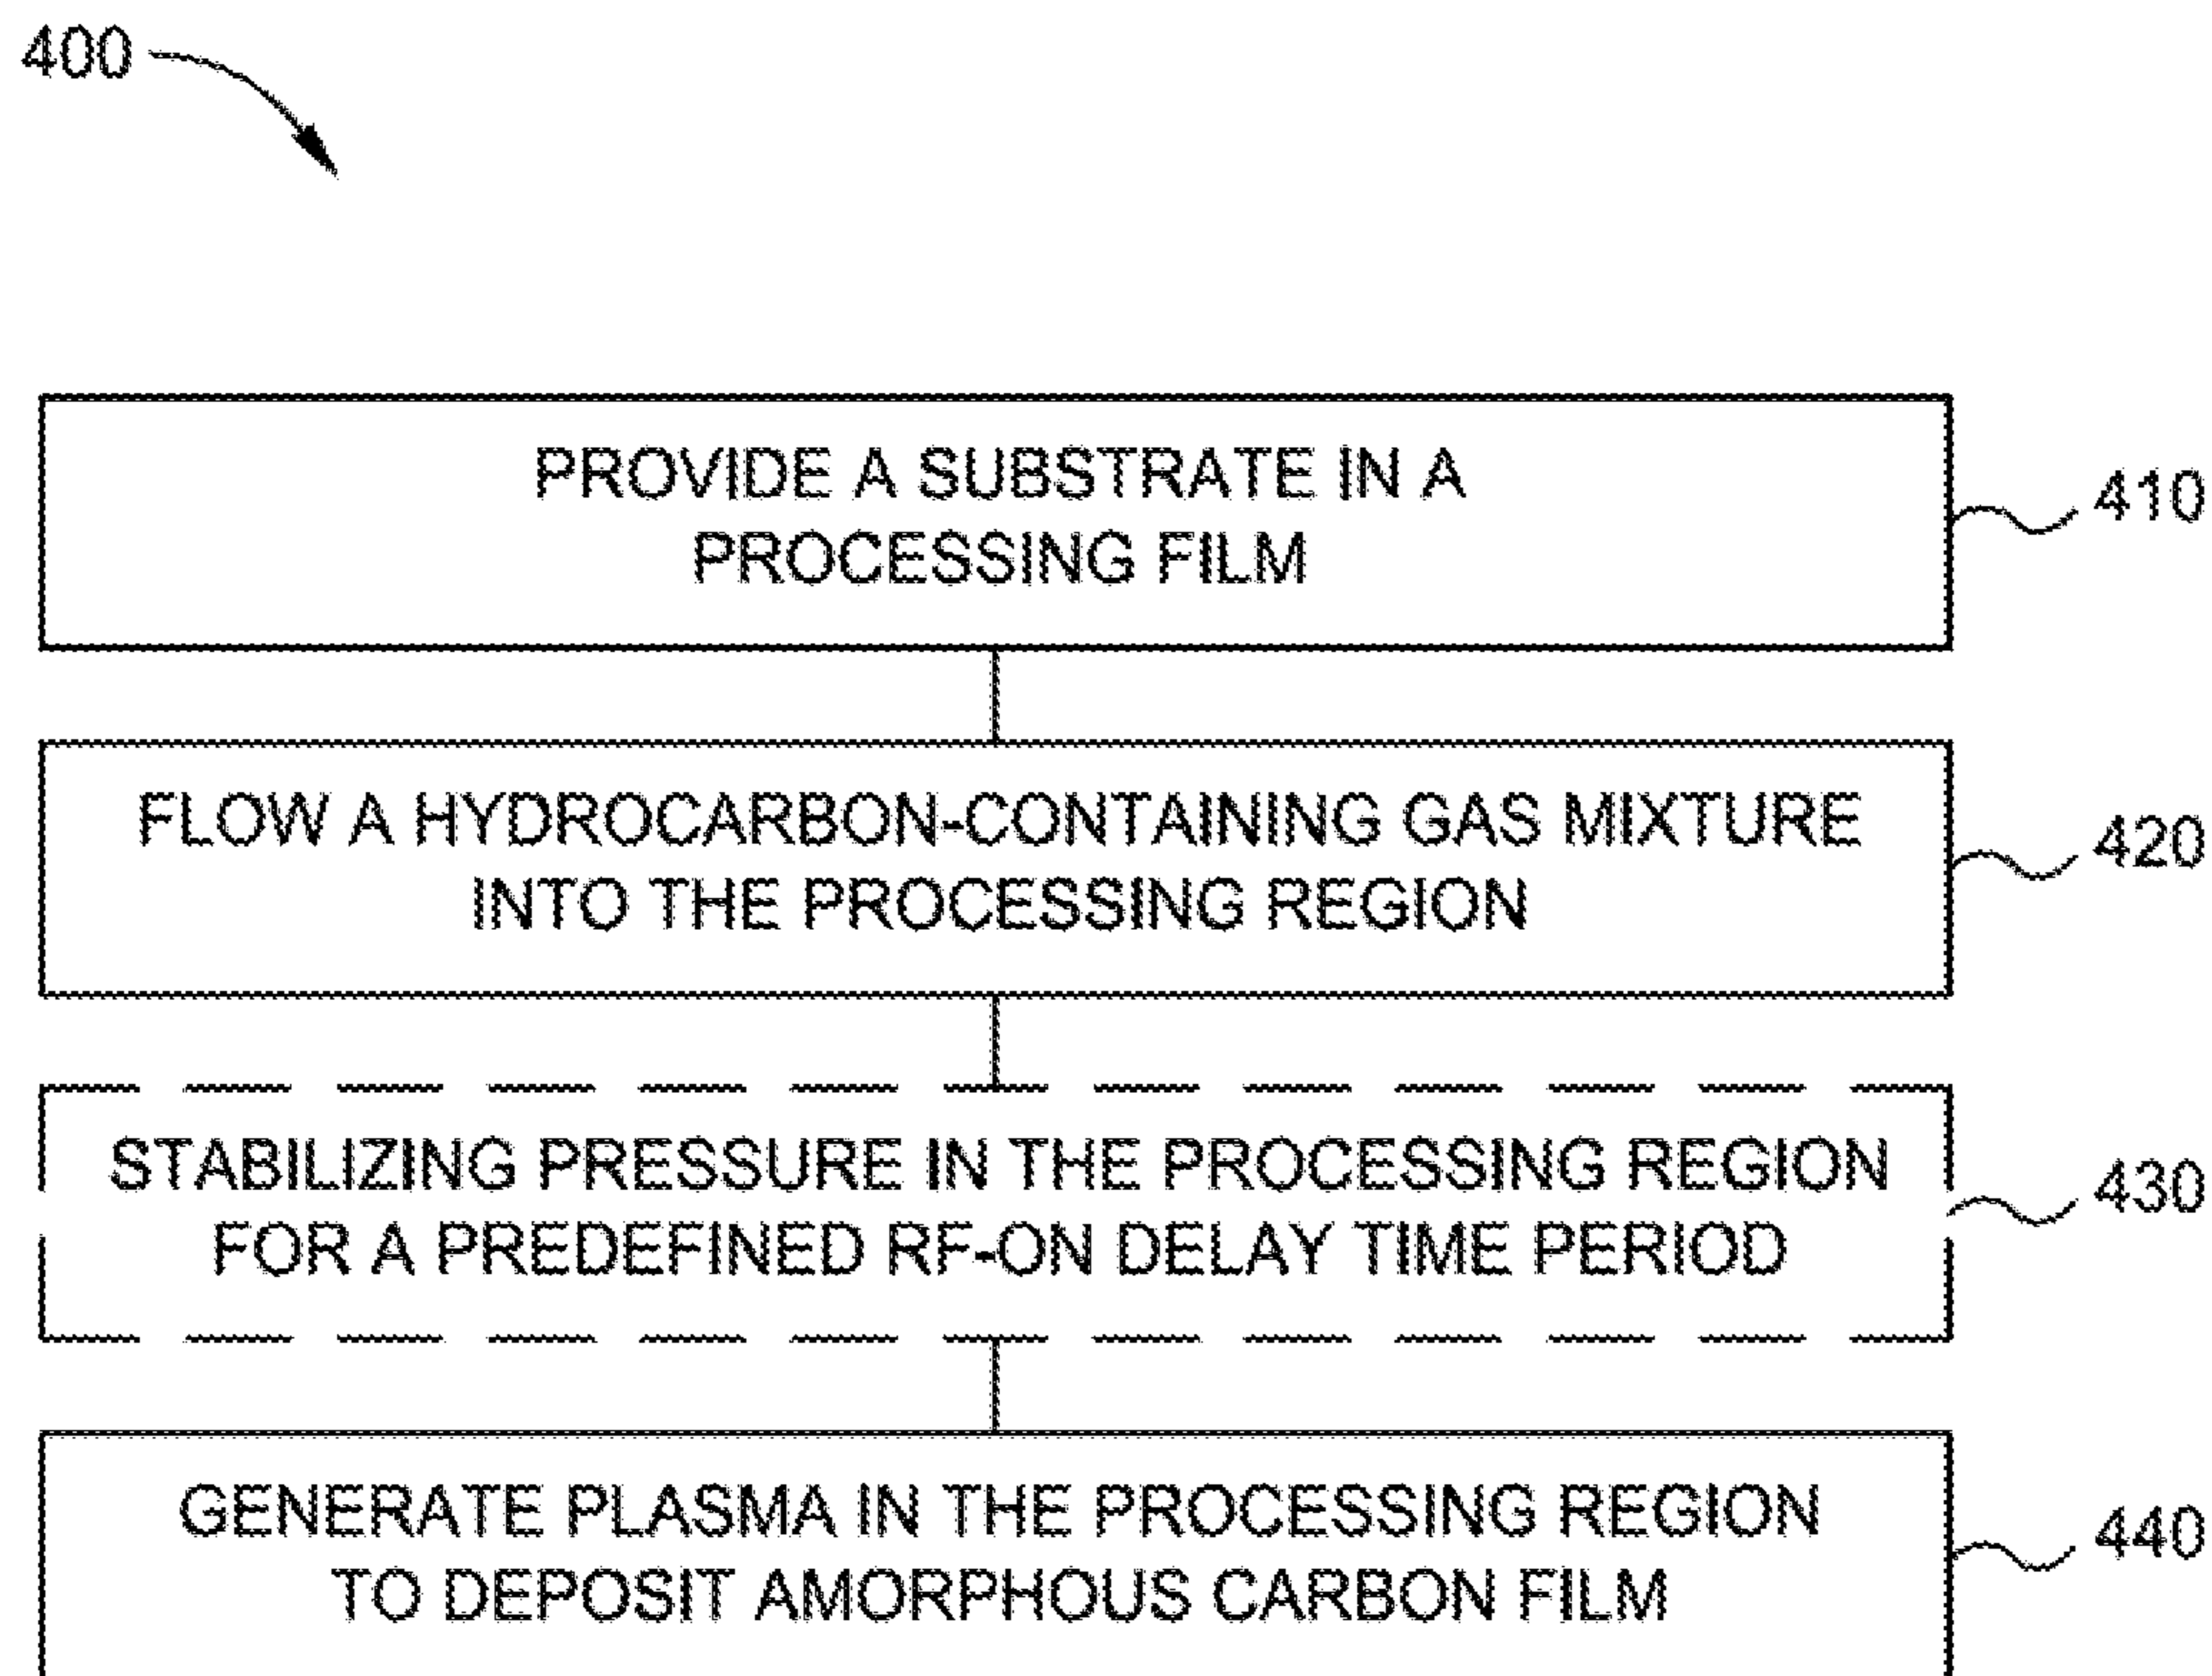 400
PROVIDE A SUBSTRATE IN A
PROCESSING FILM
410
FLOW A HYDROCARBON-CONTAINING GAS MIXTURE
INTO THE PROCESSING REGION
420
STABILIZING PRESSURE IN THE PROCESSING REGION
FOR A PREDEFINED RF-ON DELAY TIME PERIOD
430
GENERATE PLASMA IN THE PROCESSING REGION
TO DEPOSIT AMORPHOUS CARBON FILM
440